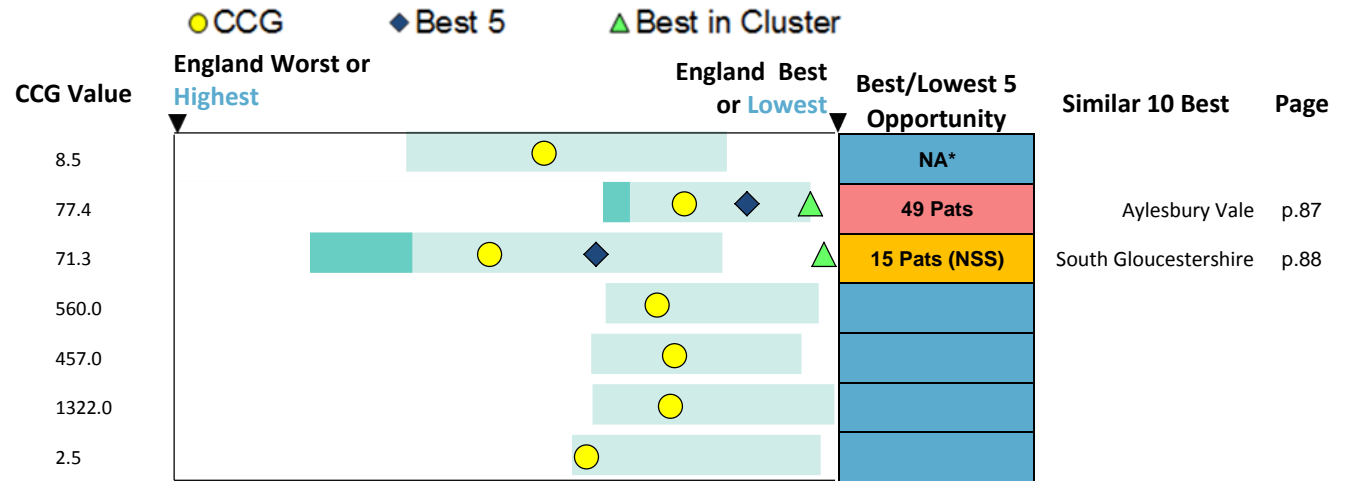 CCG Best 5 Best in Cluster
CCG Value
England Worst or
Highest
England Best
or Lowest
Best/Lowest 5
Opportunity
Similar 10 Best
Page
8.5 NA*
77.4 49 Pats Aylesbury Vale p.87
71.3 15 Pats (NSS) South Gloucestershire p.88
560.0
457.0
1322.0
2.5